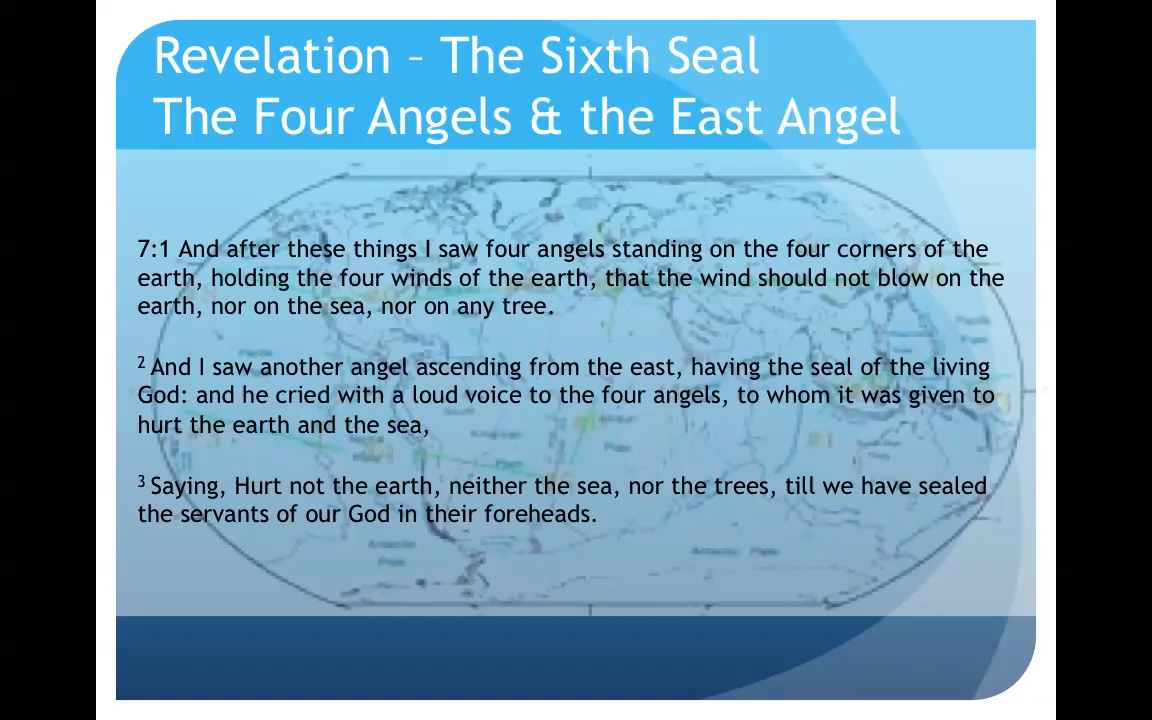 Revelation – The Sixth Seal
The Four Angels & the East Angel
7:1 And after these things I saw four angels standing on the four corners of the
earth, holding the four winds of the earth, that the wind should not blow on the
earth, nor on the sea, nor on any tree.
2 And I saw another angel ascending from the east, having the seal of the living
God: and he cried with a loud voice to the four angels, to whom it was given to
hurt the earth and the sea,
3 Saying, Hurt not the earth, neither the sea, nor the trees, till we have sealed
the servants of our God in their foreheads.
Antarctic Plate